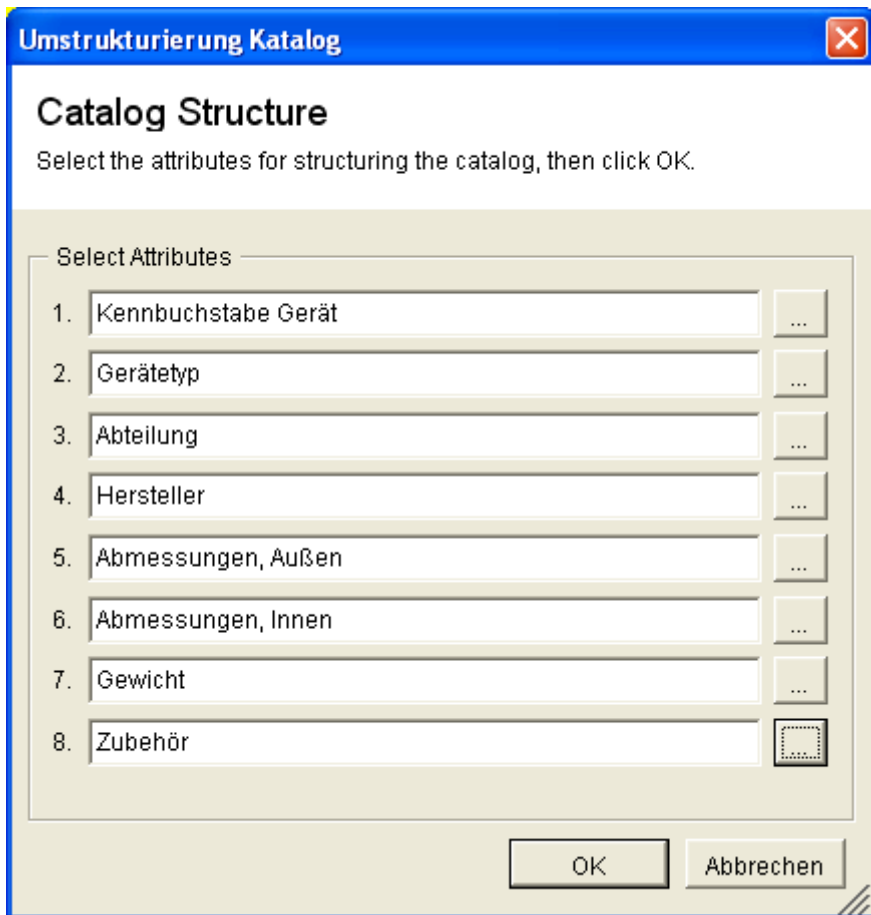 Umstrukturierung Katalog
Catalog Structure
Select the attributes for structuring the catalog, then click OK.
Select Attributes
1. Kennbuchstabe Gerät ...
2. Gerätetyp ...
3. Abteilung ...
4. Hersteller ...
5. Abmessungen, Außen ...
6. Abmessungen, Innen ...
7. Gewicht ...
8. Zubehör ...
OK Abbrechen